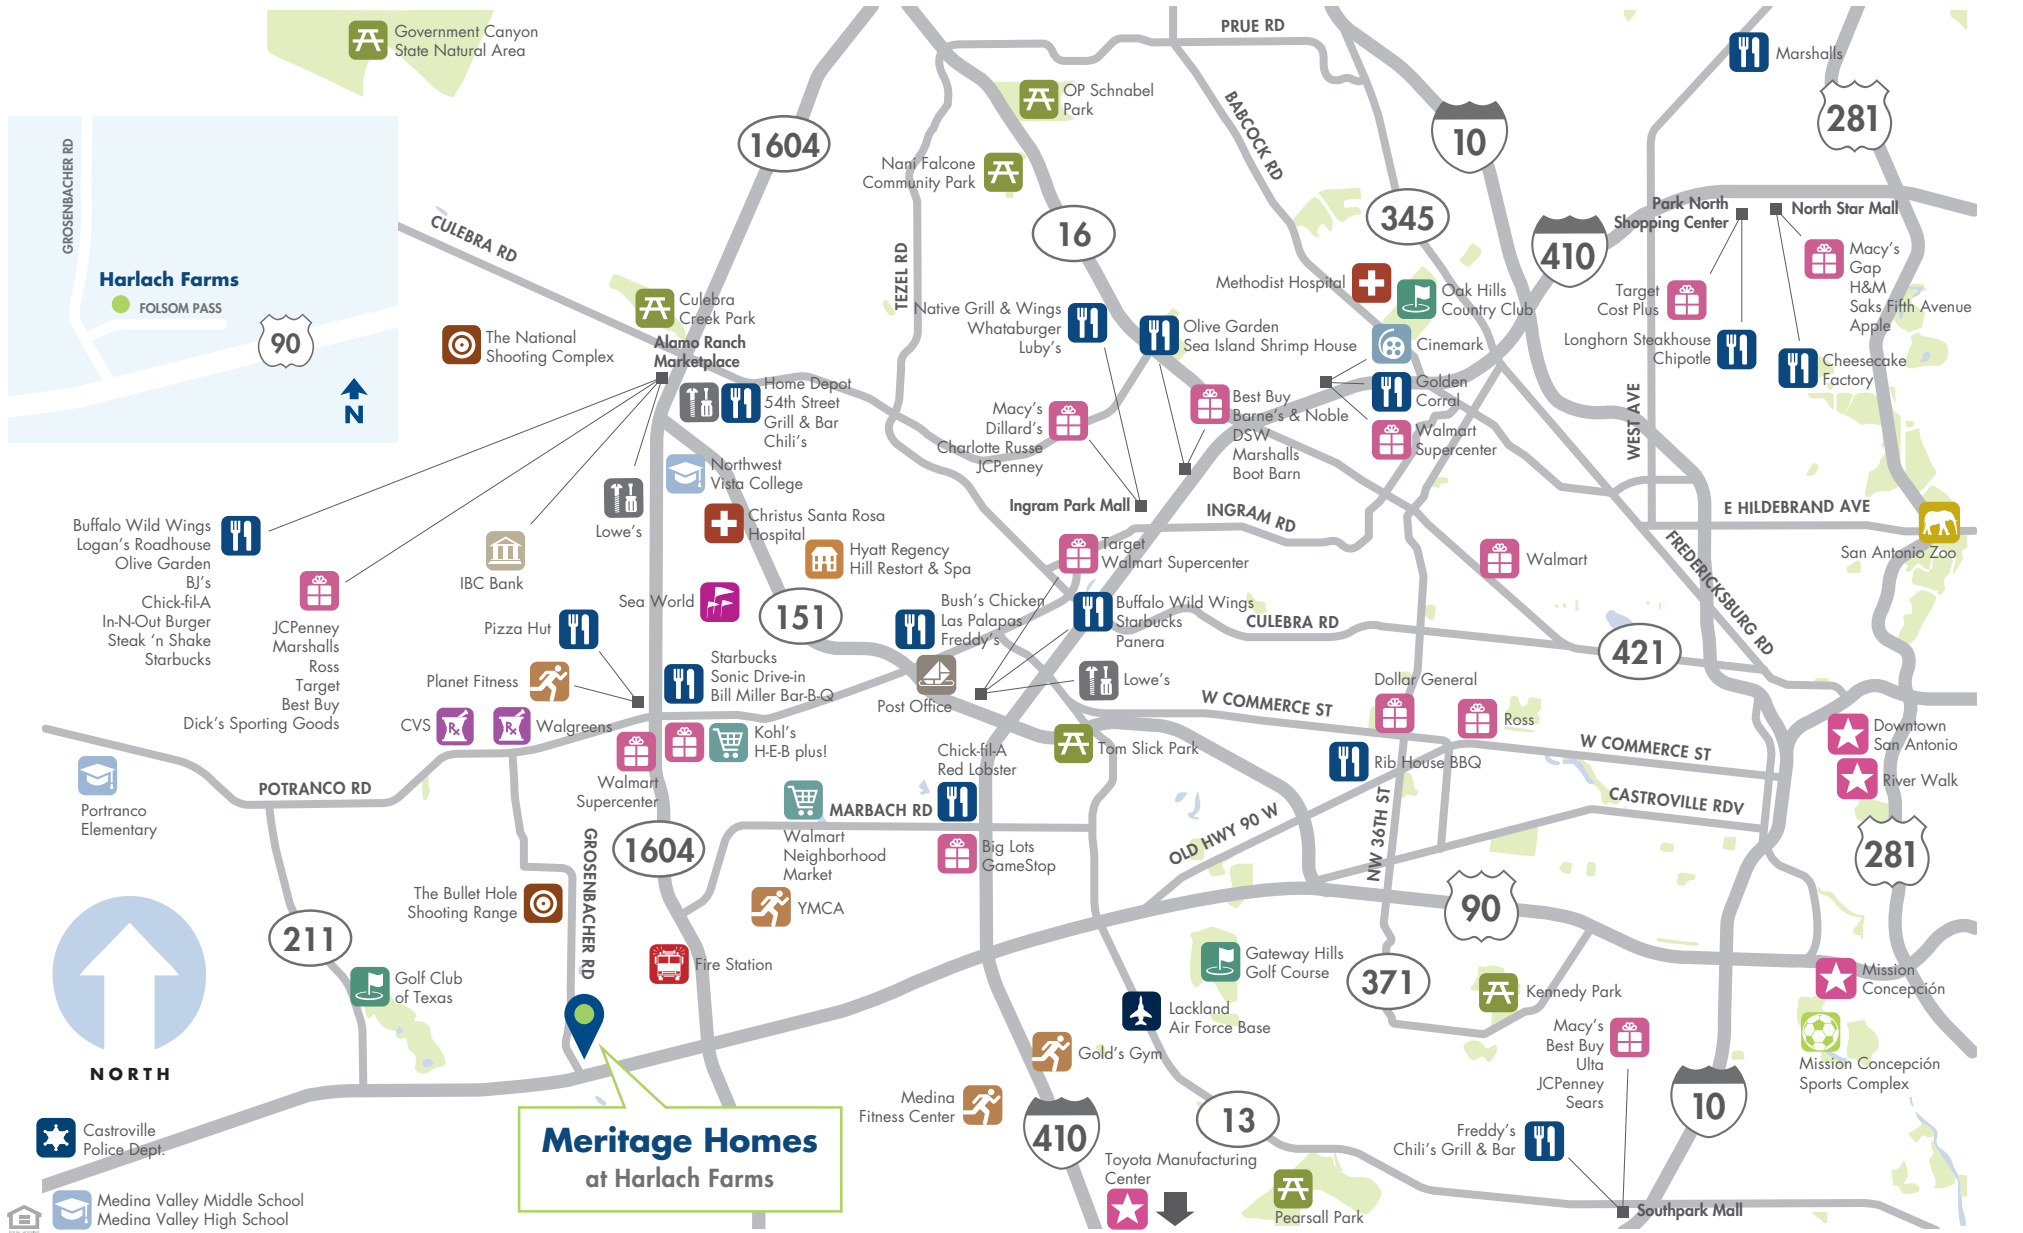 Government Canyon
State Natural Area
PRUE RD
Marshalls
281
OP Schnabel
Park
BABCOCK RD
10
1604
Nani Falcone
Community Park
GROSENBACHER RD
Harlach Farms
FOLSOM PASS
90
N
CULEBRA RD
TEZEL RD
16
345
410
Park North
Shopping Center
North Star Mall
Macy's
Gap
H&M
Saks Fifth Avenue
Apple
Target
Cost Plus
Longhorn Steakhouse
Chipotle
Cheesecake
Factory
Methodist Hospital
Oak Hills
Country Club
Cinemark
Golden
Corral
Walmart
Supercenter
Native Grill & Wings
Whataburger
Luby's
Olive Garden
Sea Island Shrimp House
Best Buy
Barne's & Noble
DSW
Marshalls
Boot Barn
Macy's
Dillard's
Charlotte Russe
JCPenney
Ingram Park Mall
INGRAM RD
WEST AVE
E HILDEBRAND AVE
San Antonio Zoo
FREDERICKSBURG RD
Culebra
Creek Park
The National
Shooting Complex
Alamo Ranch
Marketplace
Home Depot
54th Street
Grill & Bar
Chili's
Northwest
Vista College
Lowe's
Christus Santa Rosa
Hospital
Hyatt Regency
Hill Restort & Spa
IBC Bank
Buffalo Wild Wings
Logan's Roadhouse
Olive Garden
BJ's
Chick-fil-A
In-N-Out Burger
Steak 'n Shake
Starbucks
JCPenney
Marshalls
Ross
Target
Best Buy
Dick's Sporting Goods
Sea World
151
Pizza Hut
Planet Fitness
Starbucks
Sonic Drive-in
Bill Miller Bar-B-Q
CVS
Rx
Rx
Walgreens
Walmart
Supercenter
Kohl's
H-E-B plus!
Bush's Chicken
Las Palapas
Freddy's
Post Office
Target
Walmart Supercenter
Buffalo Wild Wings
Starbucks
Panera
Lowe's
CULEBRA RD
Walmart
421
W COMMERCE ST
Dollar General
Ross
W COMMERCE ST
Rib House BBQ
CASTROVILLE RDV
Downtown
San Antonio
River Walk
281
Tom Slick Park
Chick-fil-A
Red Lobster
MARBACH RD
Big Lots
GameStop
OLD HWY 90 W
NW 36TH ST
Walmart
Neighborhood
Market
YMCA
Fire Station
1604
GROSENBACHER RD
The Bullet Hole
Shooting Range
POTRANCO RD
Portranco
Elementary
211
Golf Club
of Texas
NORTH
90
Gateway Hills
Golf Course
371
Kennedy Park
Mission
Concepción
Mission Concepción
Sports Complex
Lackland
Air Force Base
Gold's Gym
Medina
Fitness Center
410
13
Toyota Manufacturing
Center
Pearsall Park
Macy's
Best Buy
Ulta
JCPenney
Sears
Freddy's
Chili's Grill & Bar
10
Southpark Mall
Meritage Homes
at Harlach Farms
Castroville
Police Dept.
Medina Valley Middle School
Medina Valley High School